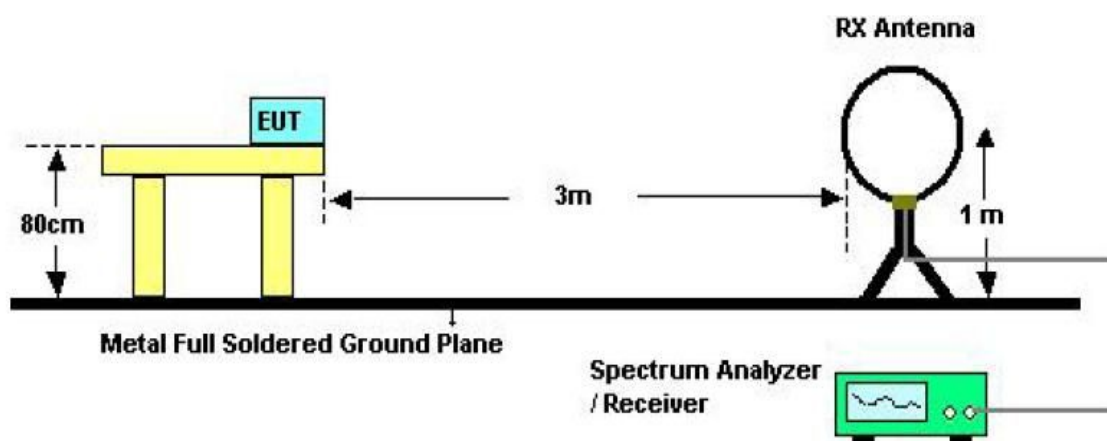 RX Antenna
EUT
3m
80cm
1 m
Metal Full Soldered Ground Plane
Spectrum Analyzer
/ Receiver